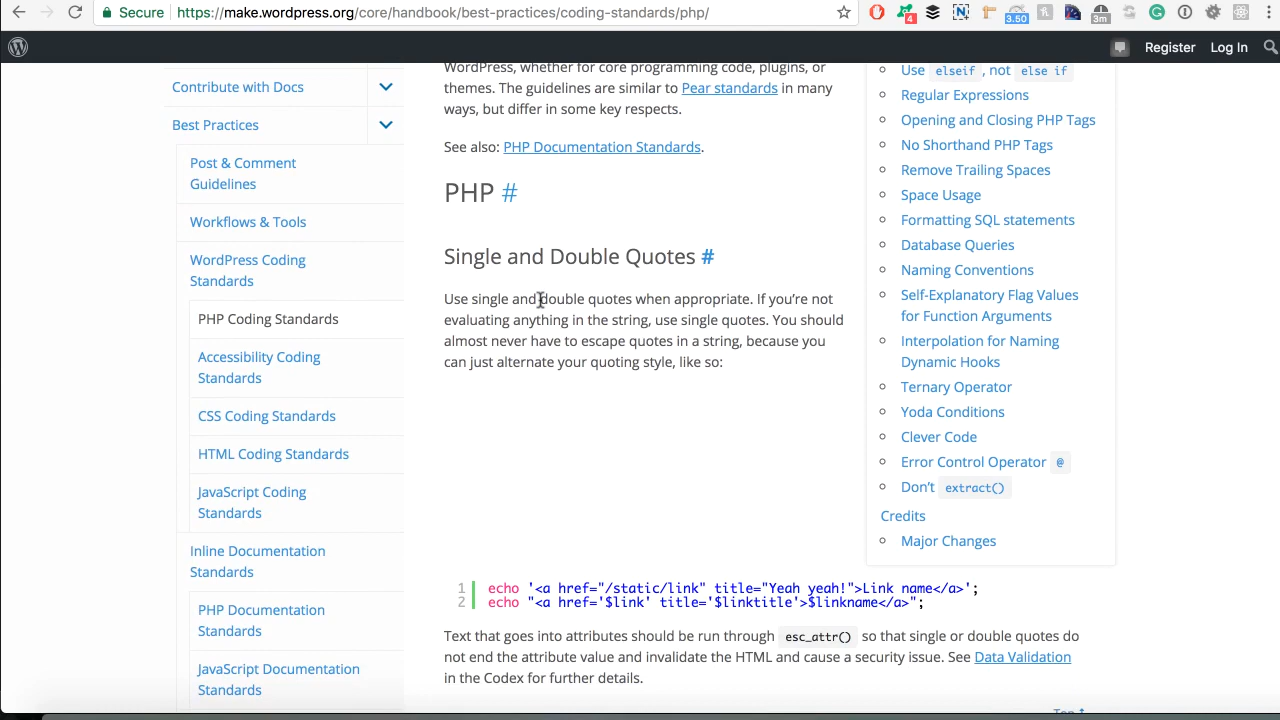 Secure https://make.wordpress.org/core/handbook/best-practices/coding-standards/php/
4
3.50
3m
Register Log In
Contribute with Docs
Best Practices
Post & Comment
Guidelines
Workflows & Tools
WordPress Coding
Standards
PHP Coding Standards
Accessibility Coding
Standards
CSS Coding Standards
HTML Coding Standards
JavaScript Coding
Standards
Inline Documentation
Standards
PHP Documentation
Standards
JavaScript Documentation
Standards
WordPress, whether for core programming code, plugins, or
themes. The guidelines are similar to Pear standards in many
ways, but differ in some key respects.
See also: PHP Documentation Standards.
PHP #
Single and Double Quotes #
Use single and double quotes when appropriate. If you’re not
evaluating anything in the string, use single quotes. You should
almost never have to escape quotes in a string, because you
can just alternate your quoting style, like so:
1 echo '<a href="/static/link" title="Yeah yeah!">Link name</a>';
2 echo "<a href='$link' title='$linktitle'>$linkname</a>";
Text that goes into attributes should be run through esc_attr() so that single or double quotes do
not end the attribute value and invalidate the HTML and cause a security issue. See Data Validation
in the Codex for further details.
Top ↑
Use elseif , not else if
Regular Expressions
Opening and Closing PHP Tags
No Shorthand PHP Tags
Remove Trailing Spaces
Space Usage
Formatting SQL statements
Database Queries
Naming Conventions
Self-Explanatory Flag Values
for Function Arguments
Interpolation for Naming
Dynamic Hooks
Ternary Operator
Yoda Conditions
Clever Code
Error Control Operator @
Don’t extract()
Credits
Major Changes